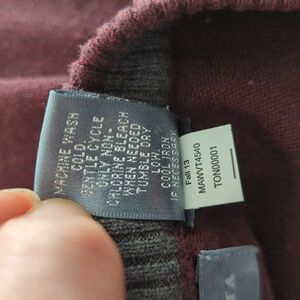 MACHINE WASH
COLD
GENTLE CYCLE
ONLY NON-
CHLORINE BLEACH
WHEN NEEDED
TUMBLE DRY
LOW
COOL IRON
IF NECESSARY
Fall 13
MAWVT4540
TON00001